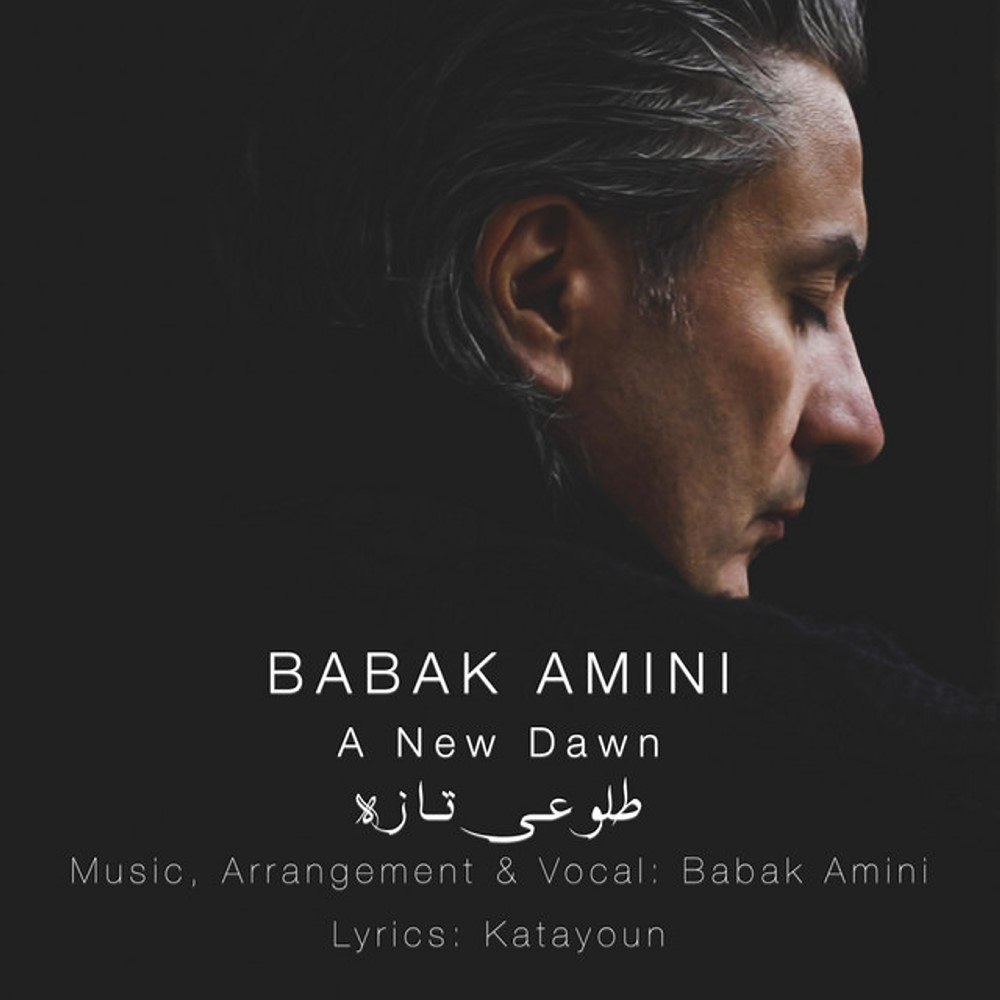 BABAK AMINI
A New Dawn
طلوعی تازه
Music, Arrangement & Vocal: Babak Amini
Lyrics: Katayoun